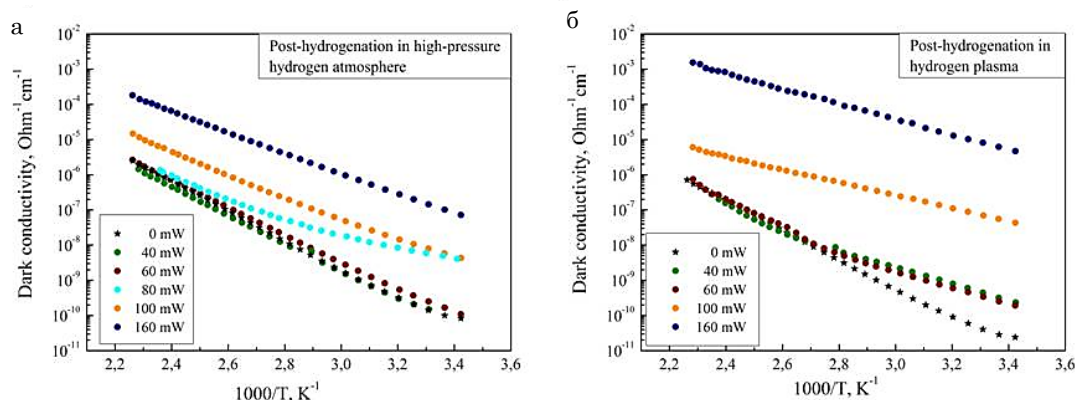 а
Dark conductivity, Ohm⁻¹cm
10⁻²
10⁻³
10⁻⁴
10⁻⁵
10⁻⁶
10⁻⁷
10⁻⁸
10⁻⁹
10⁻¹⁰
10⁻¹¹
Post-hydrogenation in high-pressure
hydrogen atmosphere
0 mW
40 mW
60 mW
80 mW
100 mW
160 mW
2,2 2,4 2,6 2,8 3,0 3,2 3,4 3,6
1000/T, K⁻¹
б
Dark conductivity, Ohm⁻¹cm
10⁻²
10⁻³
10⁻⁴
10⁻⁵
10⁻⁶
10⁻⁷
10⁻⁸
10⁻⁹
10⁻¹⁰
10⁻¹¹
Post-hydrogenation in
hydrogen plasma
0 mW
40 mW
60 mW
100 mW
160 mW
2,2 2,4 2,6 2,8 3,0 3,2 3,4 3,6
1000/T, K⁻¹